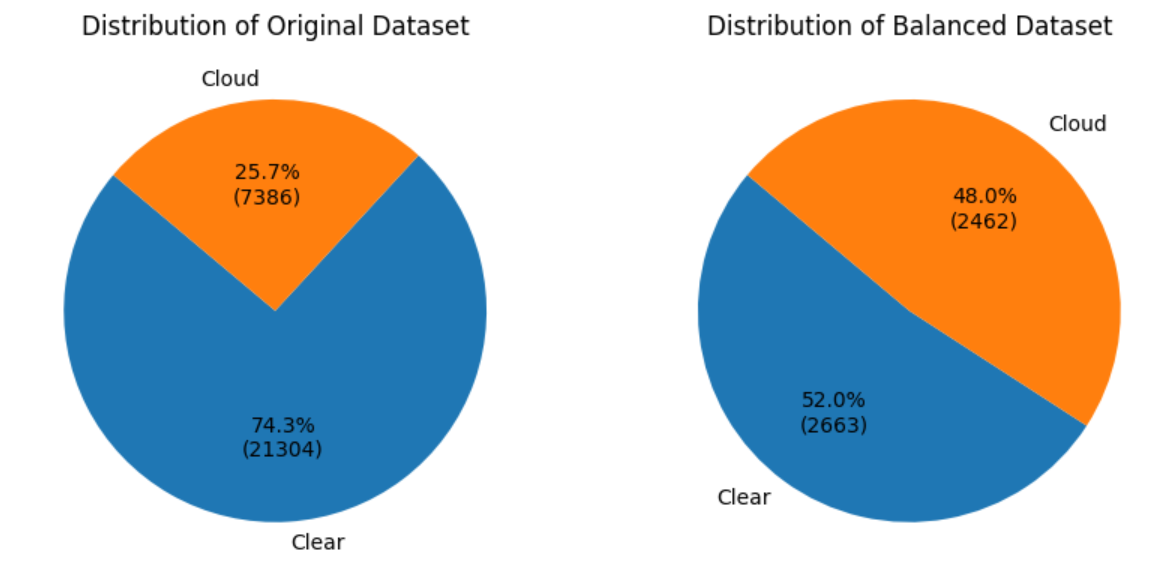 Distribution of Original Dataset
Cloud
25.7%
(7386)
74.3%
(21304)
Clear
Distribution of Balanced Dataset
Cloud
48.0%
(2462)
52.0%
(2663)
Clear